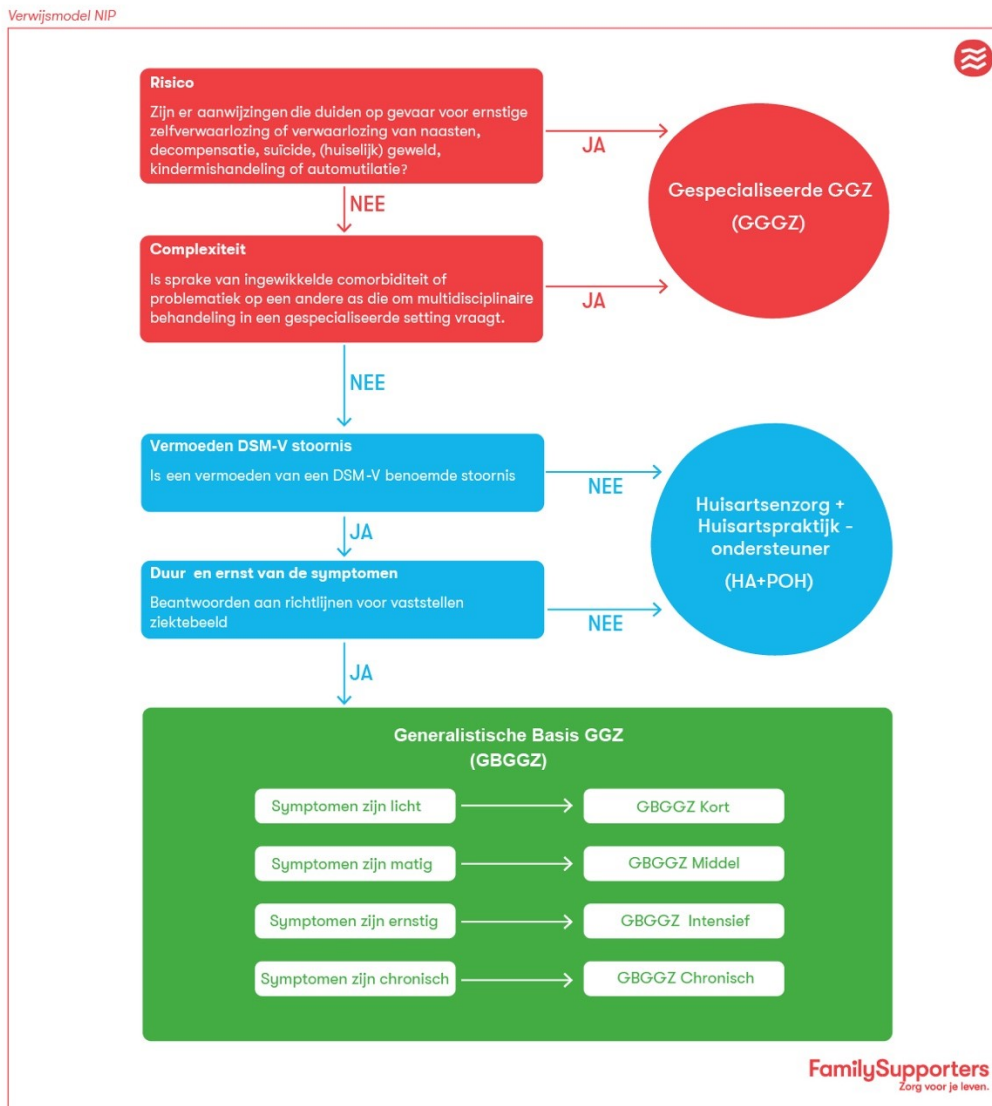 Verwijsmodel NIP
Risico
Zijn er aanwijzingen die duiden op gevaar voor ernstige
zelfverwaarlozing of verwaarlozing van naasten,
decompensatie, suïcide, (huiselijk) geweld,
kindermishandeling of automutilatie?
JA
Gespecialiseerde GGZ
(GGGZ)
NEE
Complexiteit
Is sprake van ingewikkelde comorbiditeit of
problematiek op een andere as die om multidisciplinaire
behandeling in een gespecialiseerde setting vraagt.
JA
NEE
Vermoeden DSM-V stoornis
Is een vermoeden van een DSM-V benoemde stoornis
NEE
Huisartsenzorg +
Huisartspraktijk -
ondersteuner
(HA+POH)
JA
Duur en ernst van de symptomen
Beantwoorden aan richtlijnen voor vaststellen
ziektebeeld
NEE
JA
Generalistische Basis GGZ
(GBGGZ)
Symptomen zijn licht
GBGGZ Kort
Symptomen zijn matig
GBGGZ Middel
Symptomen zijn ernstig
GBGGZ Intensief
Symptomen zijn chronisch
GBGGZ Chronisch
FamilySupporters
Zorg voor je leven.